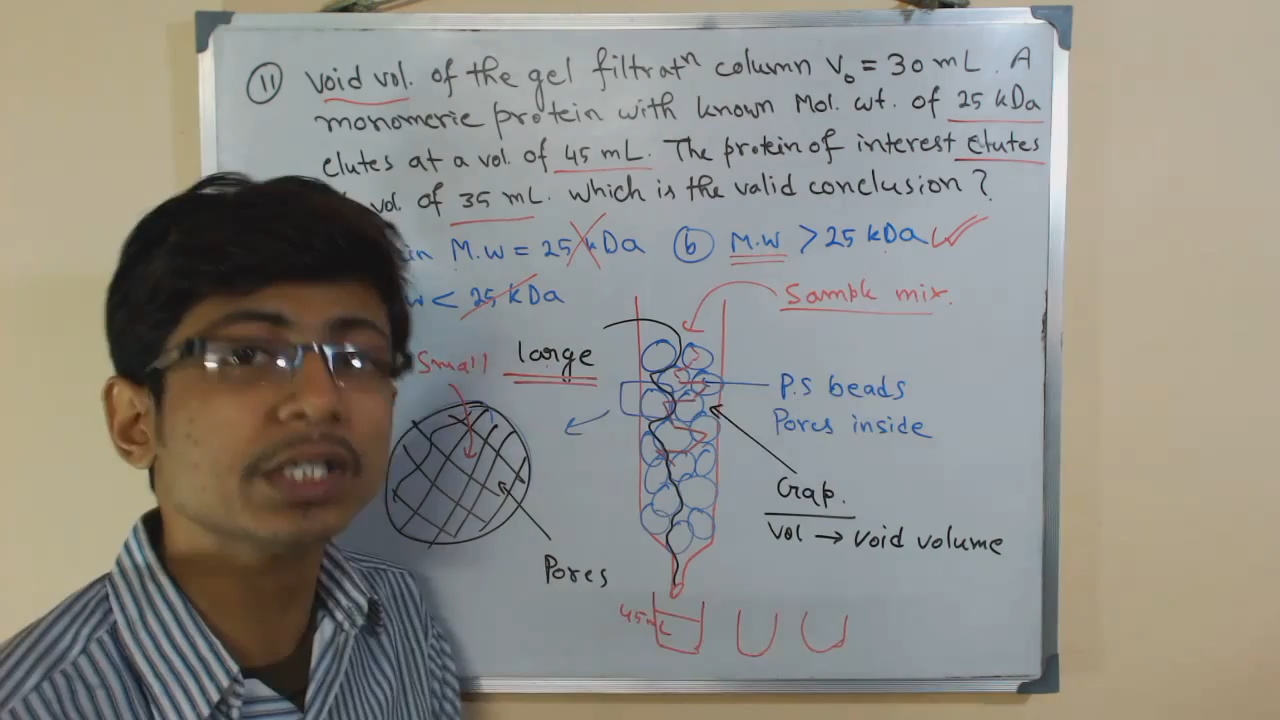 11 Void vol. of the gel filtratn column Vo = 30 mL. A
monomeric protein with known Mol. wt. of 25 kDa
elutes at a vol. of 45 mL. The protein of interest elutes
vol. of 35 mL. which is the valid conclusion?
M.W = 25 kDa b M.W > 25 kDa
< 25 kDa
Sample mix.
Small large
P.S beads
Pores inside
Gap.
Vol → void volume
Pores
45 mL